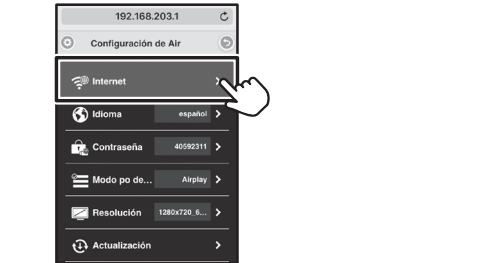 192.168.203.1
Configuración de Air
Internet
Idioma español
Contraseña 40592311
Modo po de... Airplay
Resolución 1280x720_6...
Actualización